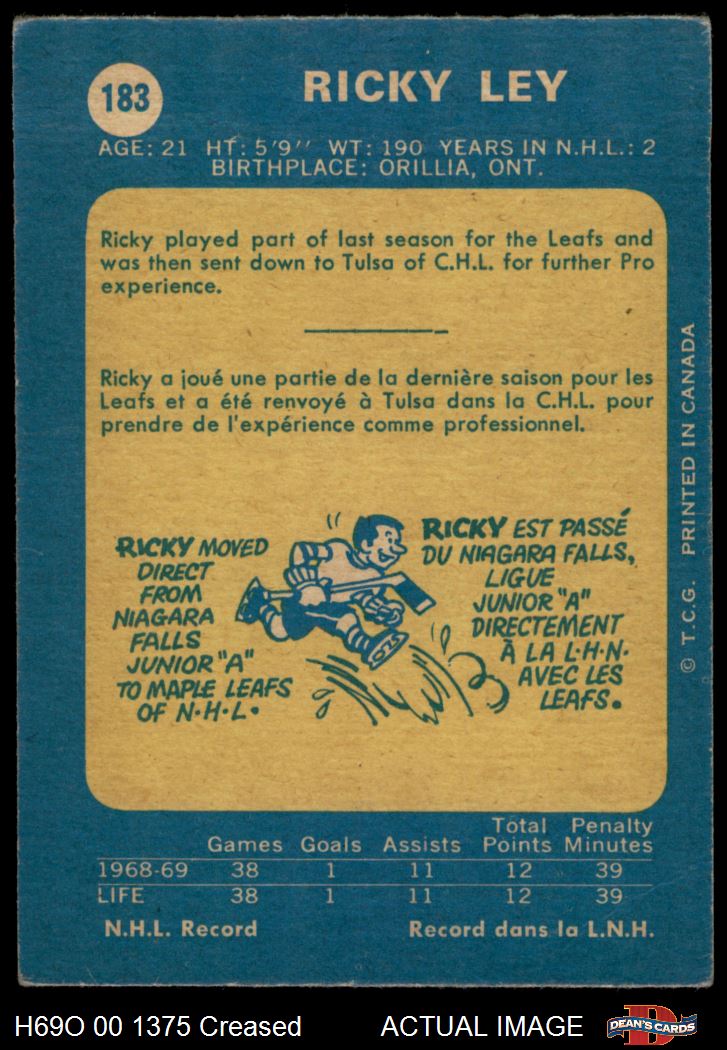 183
RICKY LEY
AGE: 21 HT: 5'9'' WT: 190 YEARS IN N.H.L.: 2
BIRTHPLACE: ORILLIA, ONT.
Ricky played part of last season for the Leafs and
was then sent down to Tulsa of C.H.L. for further Pro
experience.
Ricky a joué une partie de la dernière saison pour les
Leafs et a été renvoyé à Tulsa dans la C.H.L. pour
prendre de l'expérience comme professionnel.
RICKY MOVED
DIRECT
FROM
NIAGARA
FALLS
JUNIOR "A"
TO MAPLE LEAFS
OF N·H·L.
RICKY EST PASSÉ
DU NIAGARA FALLS,
LIGUE
JUNIOR "A"
DIRECTEMENT
À LA L·H·N·
AVEC LES
LEAFS.
© T.C.G. PRINTED IN CANADA
Total Penalty
Games Goals Assists Points Minutes
1968-69 38 1 11 12 39
LIFE 38 1 11 12 39
N.H.L. Record Record dans la L.N.H.
H69O 00 1375 Creased ACTUAL IMAGE
DEAN'S CARDS